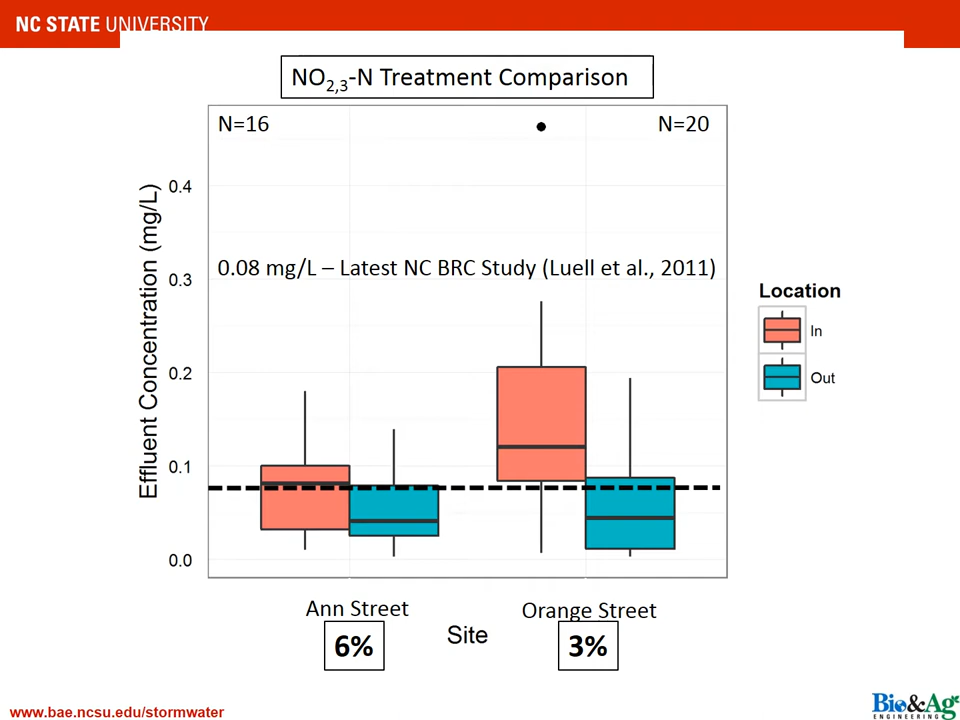 NC STATE UNIVERSITY
NO2,3-N Treatment Comparison
N=16
N=20
0.4
0.08 mg/L – Latest NC BRC Study (Luell et al., 2011)
0.3
0.2
0.1
0.0
Effluent Concentration (mg/L)
Location
In
Out
Ann Street
Orange Street
Site
6%
3%
www.bae.ncsu.edu/stormwater
Bio&Ag
ENGINEERING